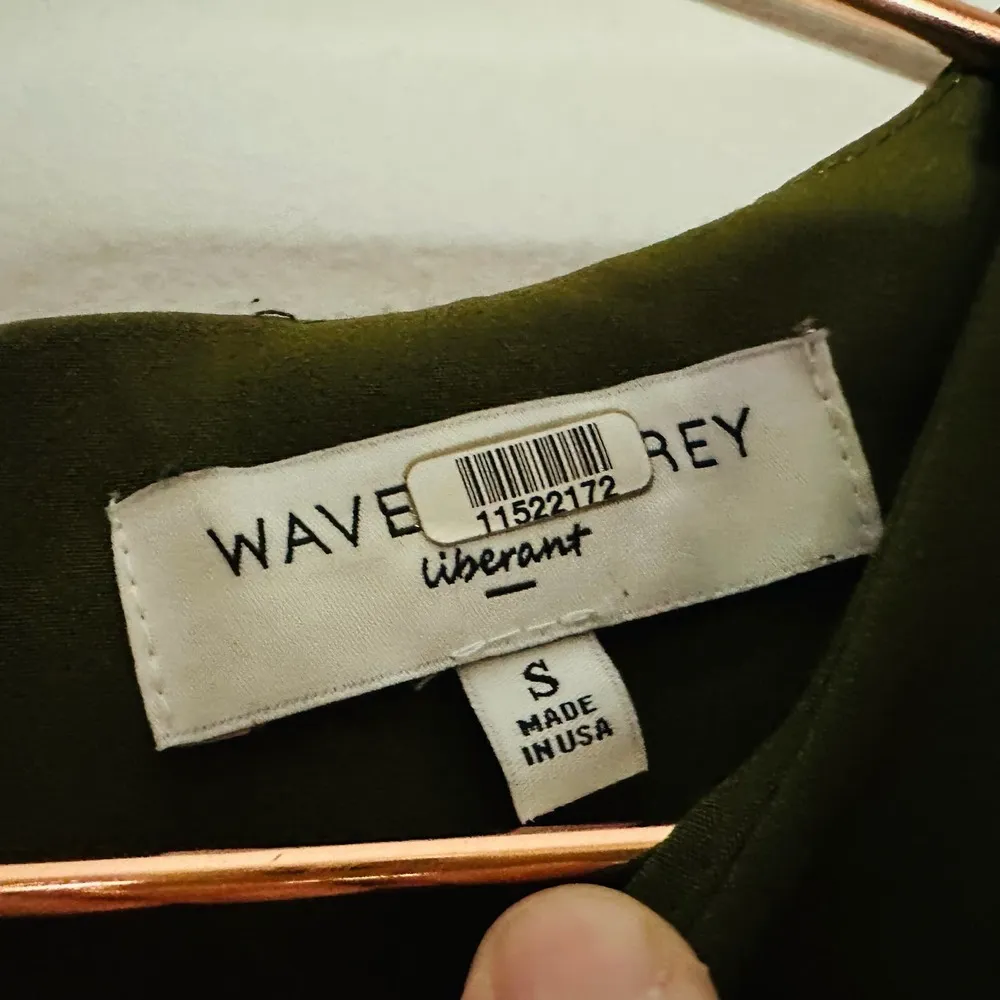 WAVE REY
11522172
liberant
S
MADE
IN USA